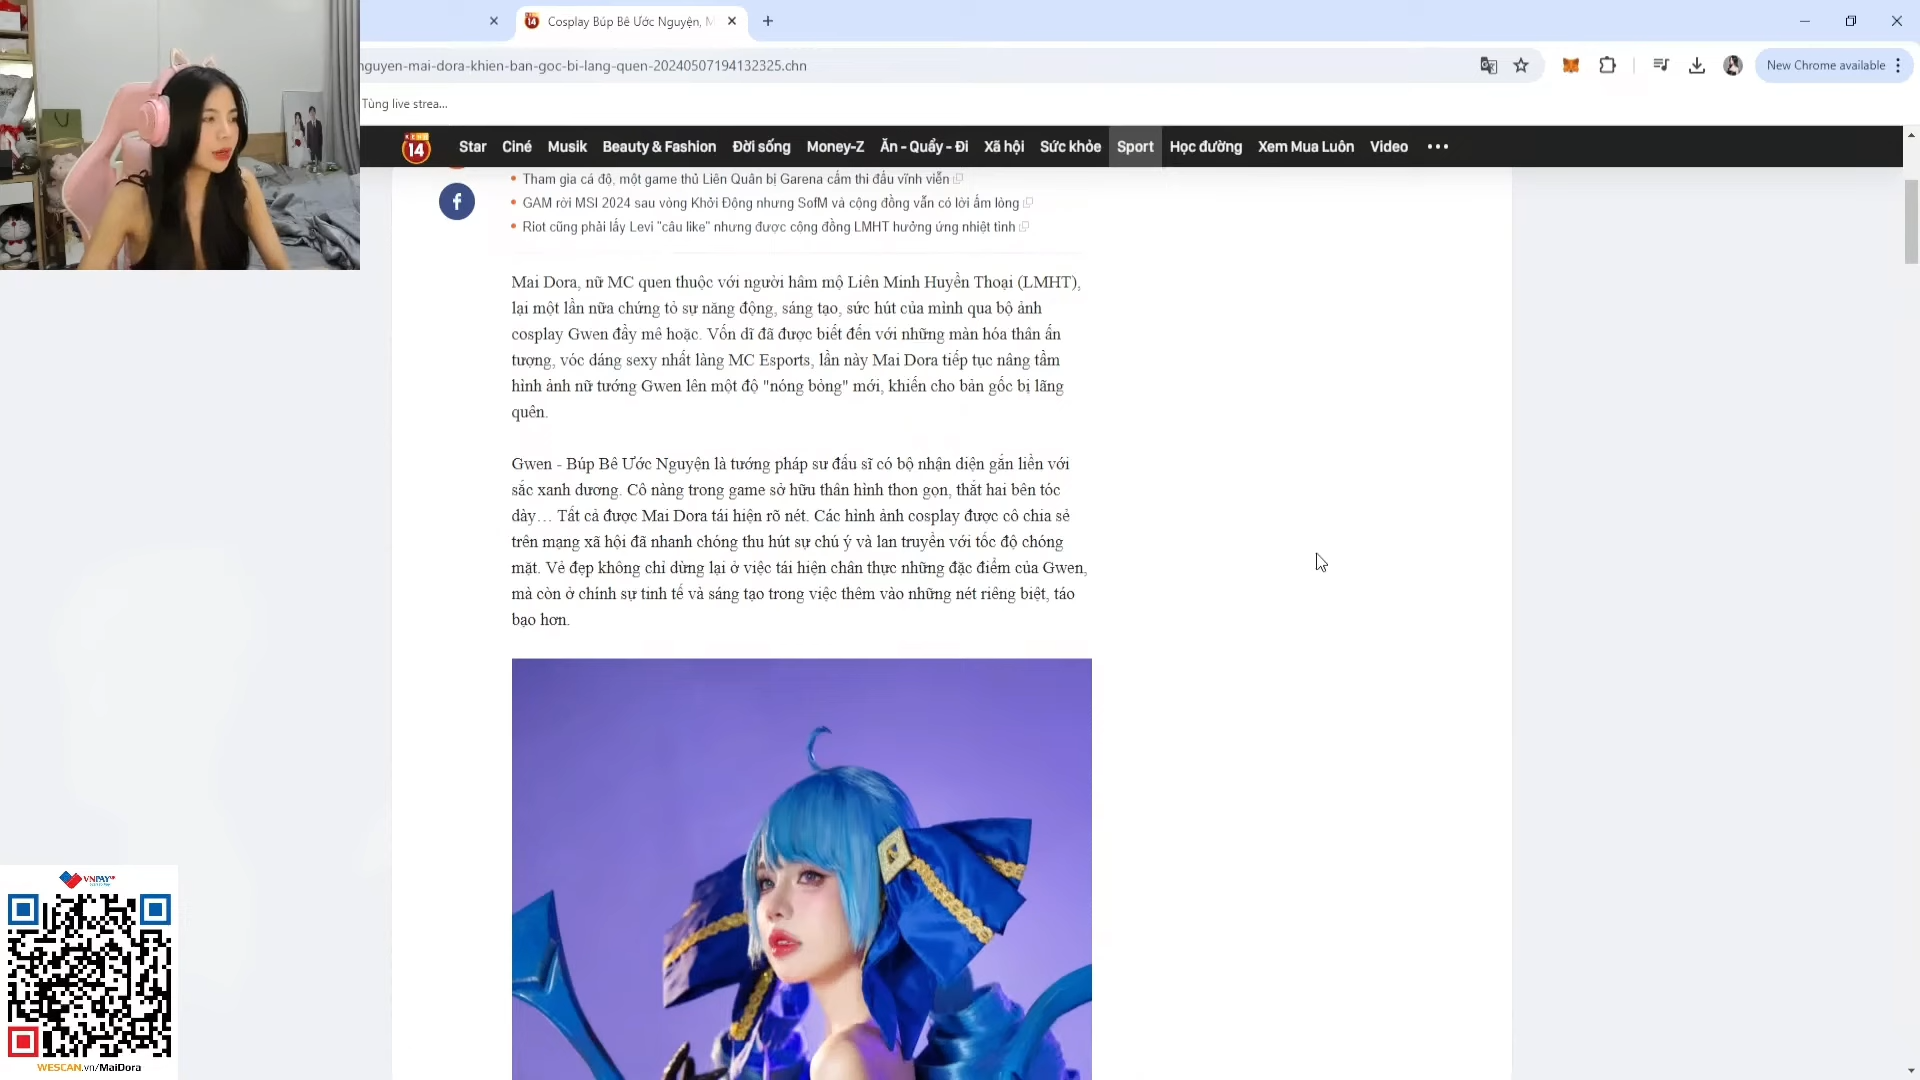 Cosplay Búp Bê Ước Nguyện, M
guyen-mai-dora-khien-ban-goc-bi-lang-quen-20240507194132325.chn
New Chrome available
Tùng live strea...
KENH
14
Star Ciné Musik Beauty & Fashion Đời sống Money-Z Ăn - Quẩy - Đi Xã hội Sức khỏe Sport Học đường Xem Mua Luôn Video
Tham gia cá độ, một game thủ Liên Quân bị Garena cấm thi đấu vĩnh viễn
GAM rời MSI 2024 sau vòng Khởi Động nhưng SofM và cộng đồng vẫn có lời ấm lòng
Riot cũng phải lấy Levi "câu like" nhưng được cộng đồng LMHT hưởng ứng nhiệt tình
Mai Dora, nữ MC quen thuộc với người hâm mộ Liên Minh Huyền Thoại (LMHT),
lại một lần nữa chứng tỏ sự năng động, sáng tạo, sức hút của mình qua bộ ảnh
cosplay Gwen đầy mê hoặc. Vốn dĩ đã được biết đến với những màn hóa thân ấn
tượng, vóc dáng sexy nhất làng MC Esports, lần này Mai Dora tiếp tục nâng tầm
hình ảnh nữ tướng Gwen lên một độ "nóng bỏng" mới, khiến cho bản gốc bị lãng
quên.
Gwen - Búp Bê Ước Nguyện là tướng pháp sư đấu sĩ có bộ nhận diện gắn liền với
sắc xanh dương. Cô nàng trong game sở hữu thân hình thon gọn, thắt hai bên tóc
dày… Tất cả được Mai Dora tái hiện rõ nét. Các hình ảnh cosplay được cô chia sẻ
trên mạng xã hội đã nhanh chóng thu hút sự chú ý và lan truyền với tốc độ chóng
mặt. Vẻ đẹp không chỉ dừng lại ở việc tái hiện chân thực những đặc điểm của Gwen,
mà còn ở chính sự tinh tế và sáng tạo trong việc thêm vào những nét riêng biệt, táo
bạo hơn.
VNPAY
WESCAN.vn/MaiDora